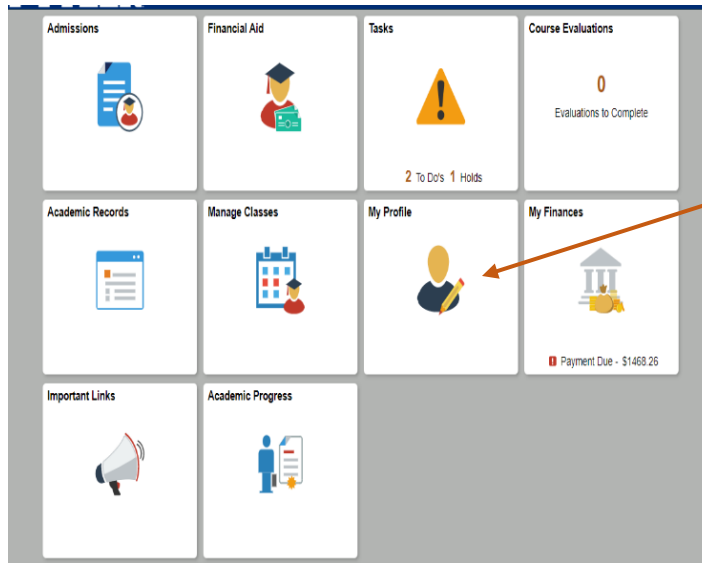 Admissions
Financial Aid
Tasks
Course Evaluations
0
Evaluations to Complete
2 To Do's 1 Holds
Academic Records
Manage Classes
My Profile
My Finances
Payment Due - $1468.26
Important Links
Academic Progress